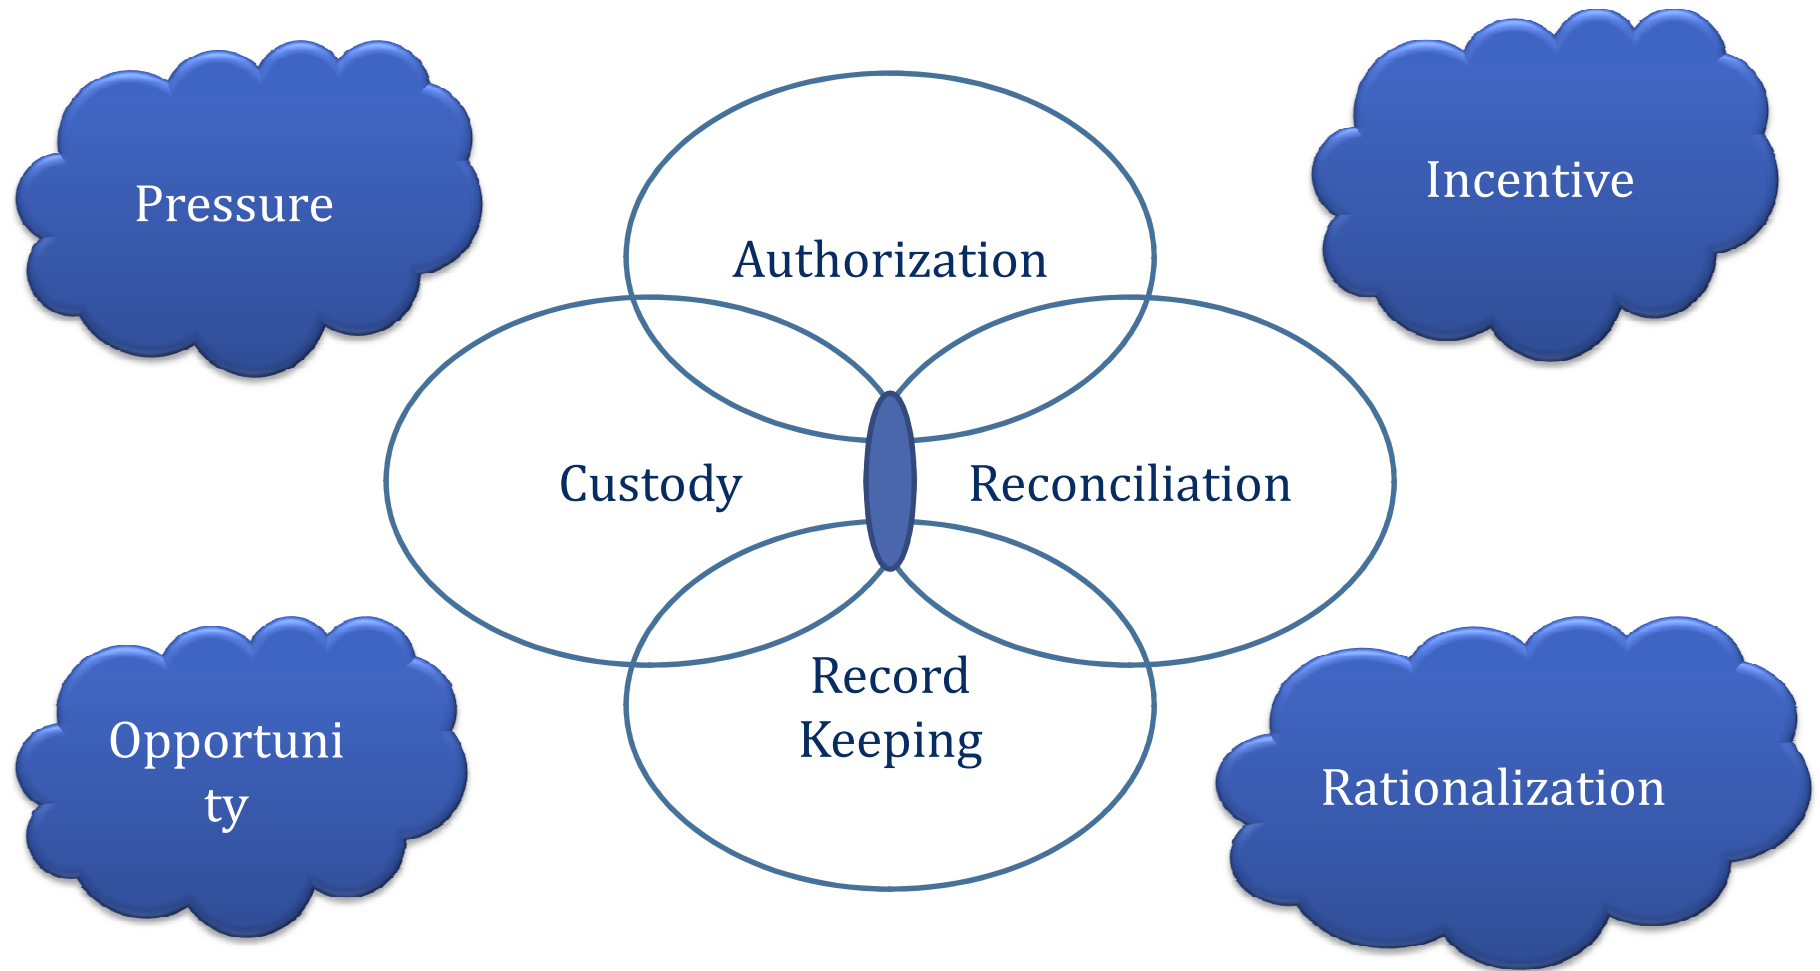 Pressure
Incentive
Authorization
Custody
Reconciliation
Record
Keeping
Opportuni
ty
Rationalization